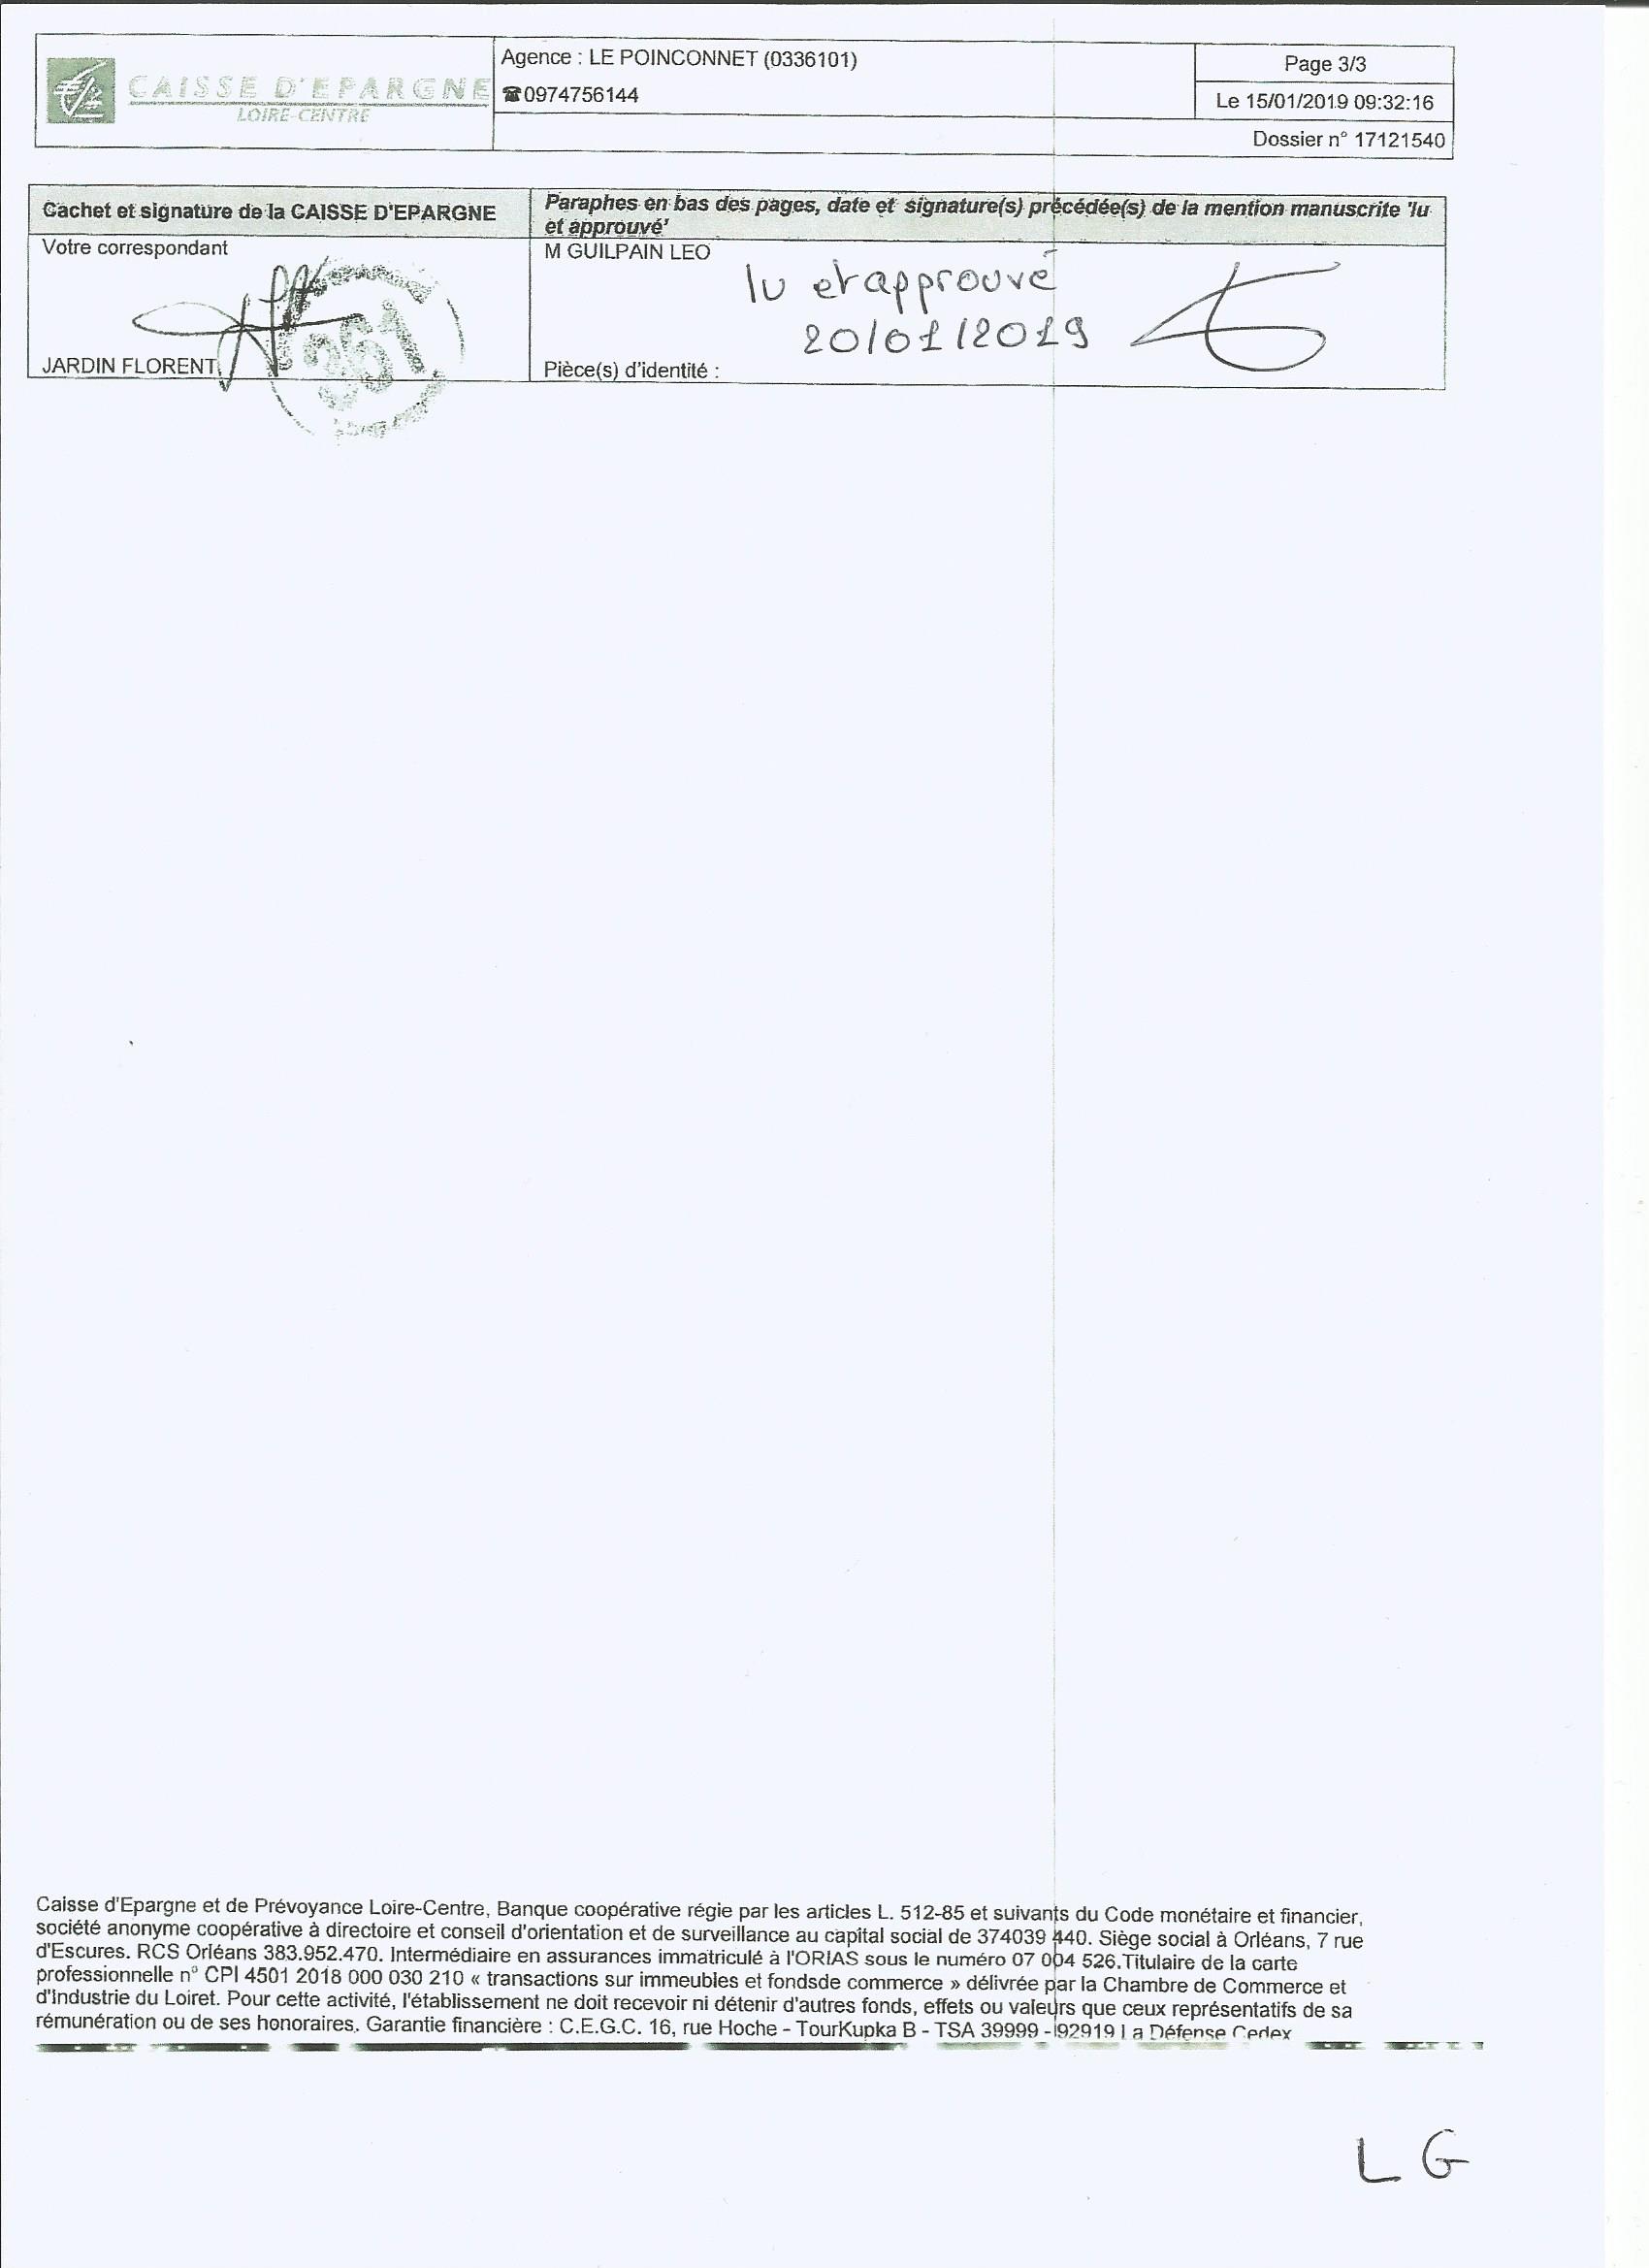 CAISSE D'EPARGNE
LOIRE-CENTRE
Agence : LE POINCONNET (0336101)
☎0974756144
Page 3/3
Le 15/01/2019 09:32:16
Dossier n° 17121540
Cachet et signature de la CAISSE D'EPARGNE
Votre correspondant
JARDIN FLORENT
361
Paraphes en bas des pages, date et signature(s) précédée(s) de la mention manuscrite 'lu
et approuvé'
M GUILPAIN LEO
lu et approuvé
20/01/2019
Pièce(s) d'identité :
Caisse d'Epargne et de Prévoyance Loire-Centre, Banque coopérative régie par les articles L. 512-85 et suivants du Code monétaire et financier,
société anonyme coopérative à directoire et conseil d'orientation et de surveillance au capital social de 374039 440. Siège social à Orléans, 7 rue
d'Escures. RCS Orléans 383.952.470. Intermédiaire en assurances immatriculé à l'ORIAS sous le numéro 07 004 526.Titulaire de la carte
professionnelle n° CPI 4501 2018 000 030 210 « transactions sur immeubles et fondsde commerce » délivrée par la Chambre de Commerce et
d'Industrie du Loiret. Pour cette activité, l'établissement ne doit recevoir ni détenir d'autres fonds, effets ou valeurs que ceux représentatifs de sa
rémunération ou de ses honoraires. Garantie financière : C.E.G.C. 16, rue Hoche - TourKupka B - TSA 39999 - 92919 La Défense Cedex
L G